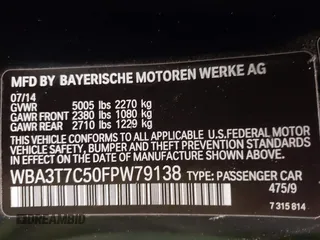 MFD BY BAYERISCHE MOTOREN WERKE AG
07/14
GVWR 5005 lbs 2270 kg
GAWR FRONT 2380 lbs 1080 kg
GAWR REAR 2710 lbs 1229 kg
THIS VEHICLE CONFORMS TO ALL APPLICABLE
U.S. FEDERAL MOTOR VEHICLE SAFETY,
BUMPER AND THEFT PREVENTION STANDARDS
IN EFFECT ON THE DATE OF MANUFACTURE
SHOWN ABOVE.
WBA3T7C50FPW79138 TYPE: PASSENGER CAR
475/9
7 315 814
DREAMBID